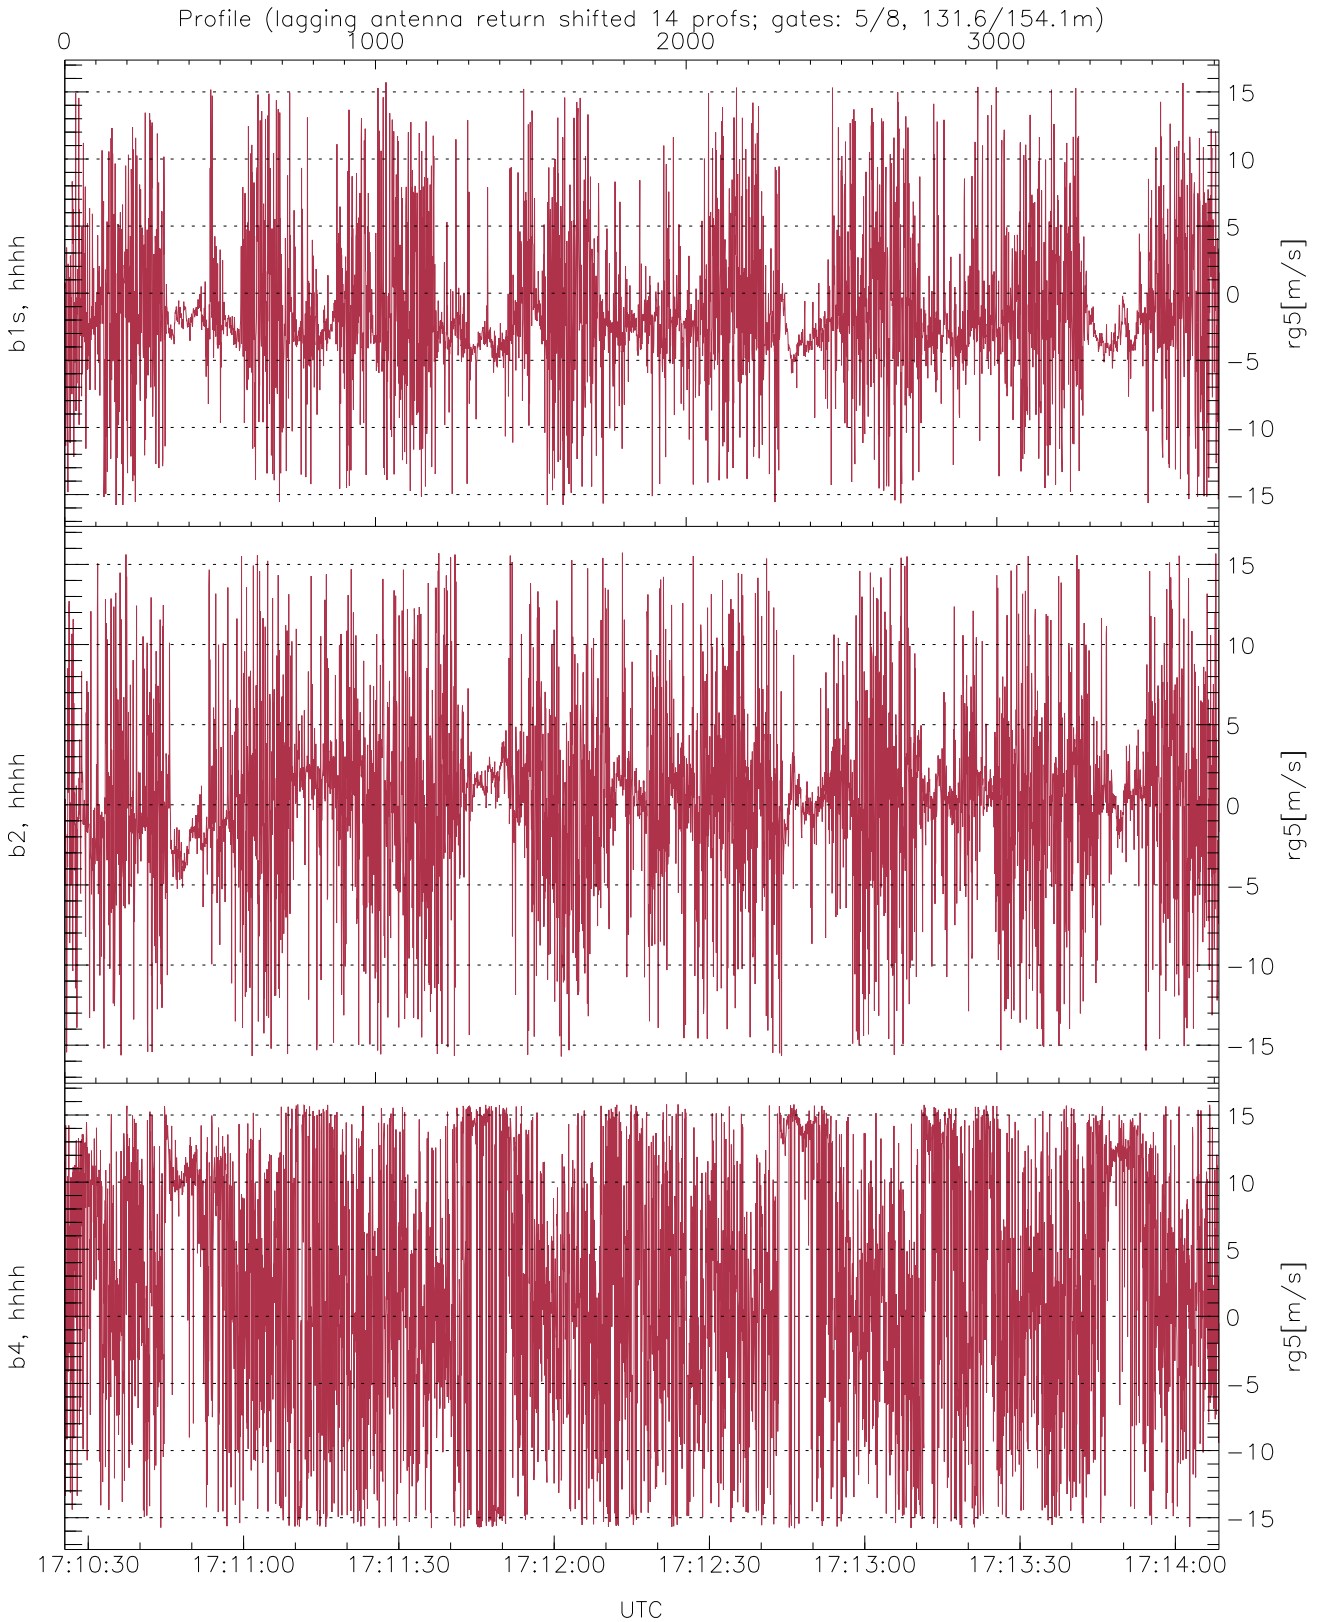 Profile (lagging antenna return shifted 14 profs; gates: 5/8, 131.6/154.1m)
0 1000 2000 3000
15
10
5
0
−5
−10
−15
b1s, hhhh
rg5[m/s]
15
10
5
0
−5
−10
−15
b2, hhhh
rg5[m/s]
15
10
5
0
−5
−10
−15
b4, hhhh
rg5[m/s]
17:10:30 17:11:00 17:11:30 17:12:00 17:12:30 17:13:00 17:13:30 17:14:00
UTC